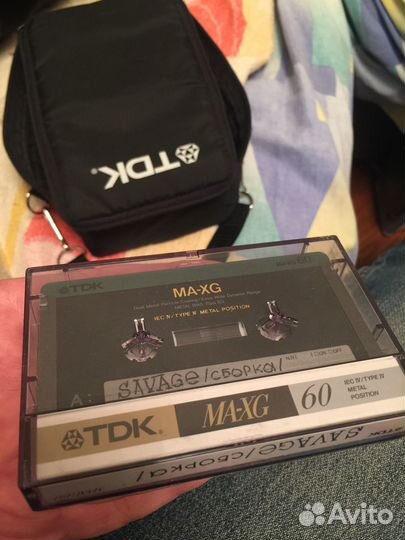 TDK.
TDK
MA-XG
IEC IV/TYPE IV METAL POSITION
A: SAVAGE/СБОРКА/
TDK MA-XG 60 IEC IV/TYPE IV METAL POSITION
SAVAGE/СБОРКА/
TDK
Avito